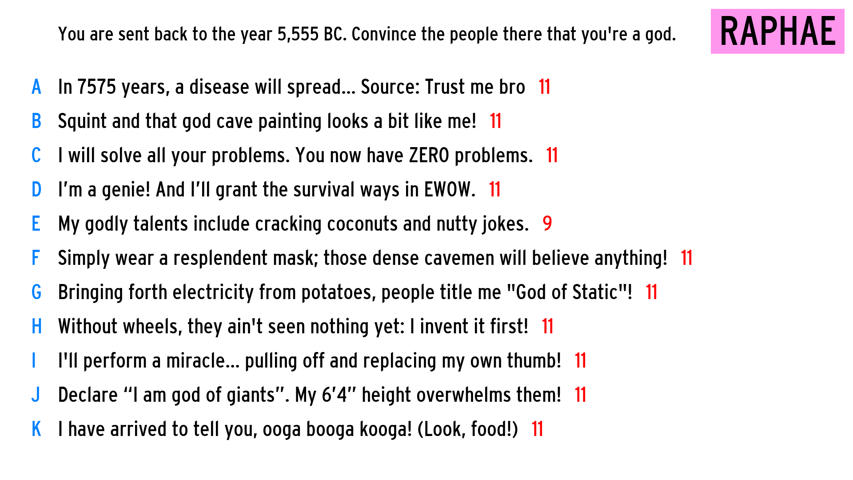 You are sent back to the year 5,555 BC. Convince the people there that you're a god.
RAPHAE
A In 7575 years, a disease will spread... Source: Trust me bro 11
B Squint and that god cave painting looks a bit like me! 11
C I will solve all your problems. You now have ZERO problems. 11
D I’m a genie! And I’ll grant the survival ways in EWOW. 11
E My godly talents include cracking coconuts and nutty jokes. 9
F Simply wear a resplendent mask; those dense cavemen will believe anything! 11
G Bringing forth electricity from potatoes, people title me "God of Static"! 11
H Without wheels, they ain't seen nothing yet: I invent it first! 11
I I'll perform a miracle... pulling off and replacing my own thumb! 11
J Declare “I am god of giants”. My 6’4” height overwhelms them! 11
K I have arrived to tell you, ooga booga kooga! (Look, food!) 11